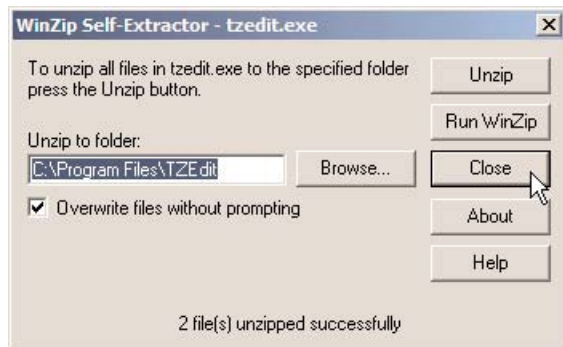 WinZip Self-Extractor - tzedit.exe
To unzip all files in tzedit.exe to the specified folder
press the Unzip button.
Unzip to folder:
C:\Program Files\TZEdit
Browse...
Overwrite files without prompting
Unzip
Run WinZip
Close
About
Help
2 file(s) unzipped successfully